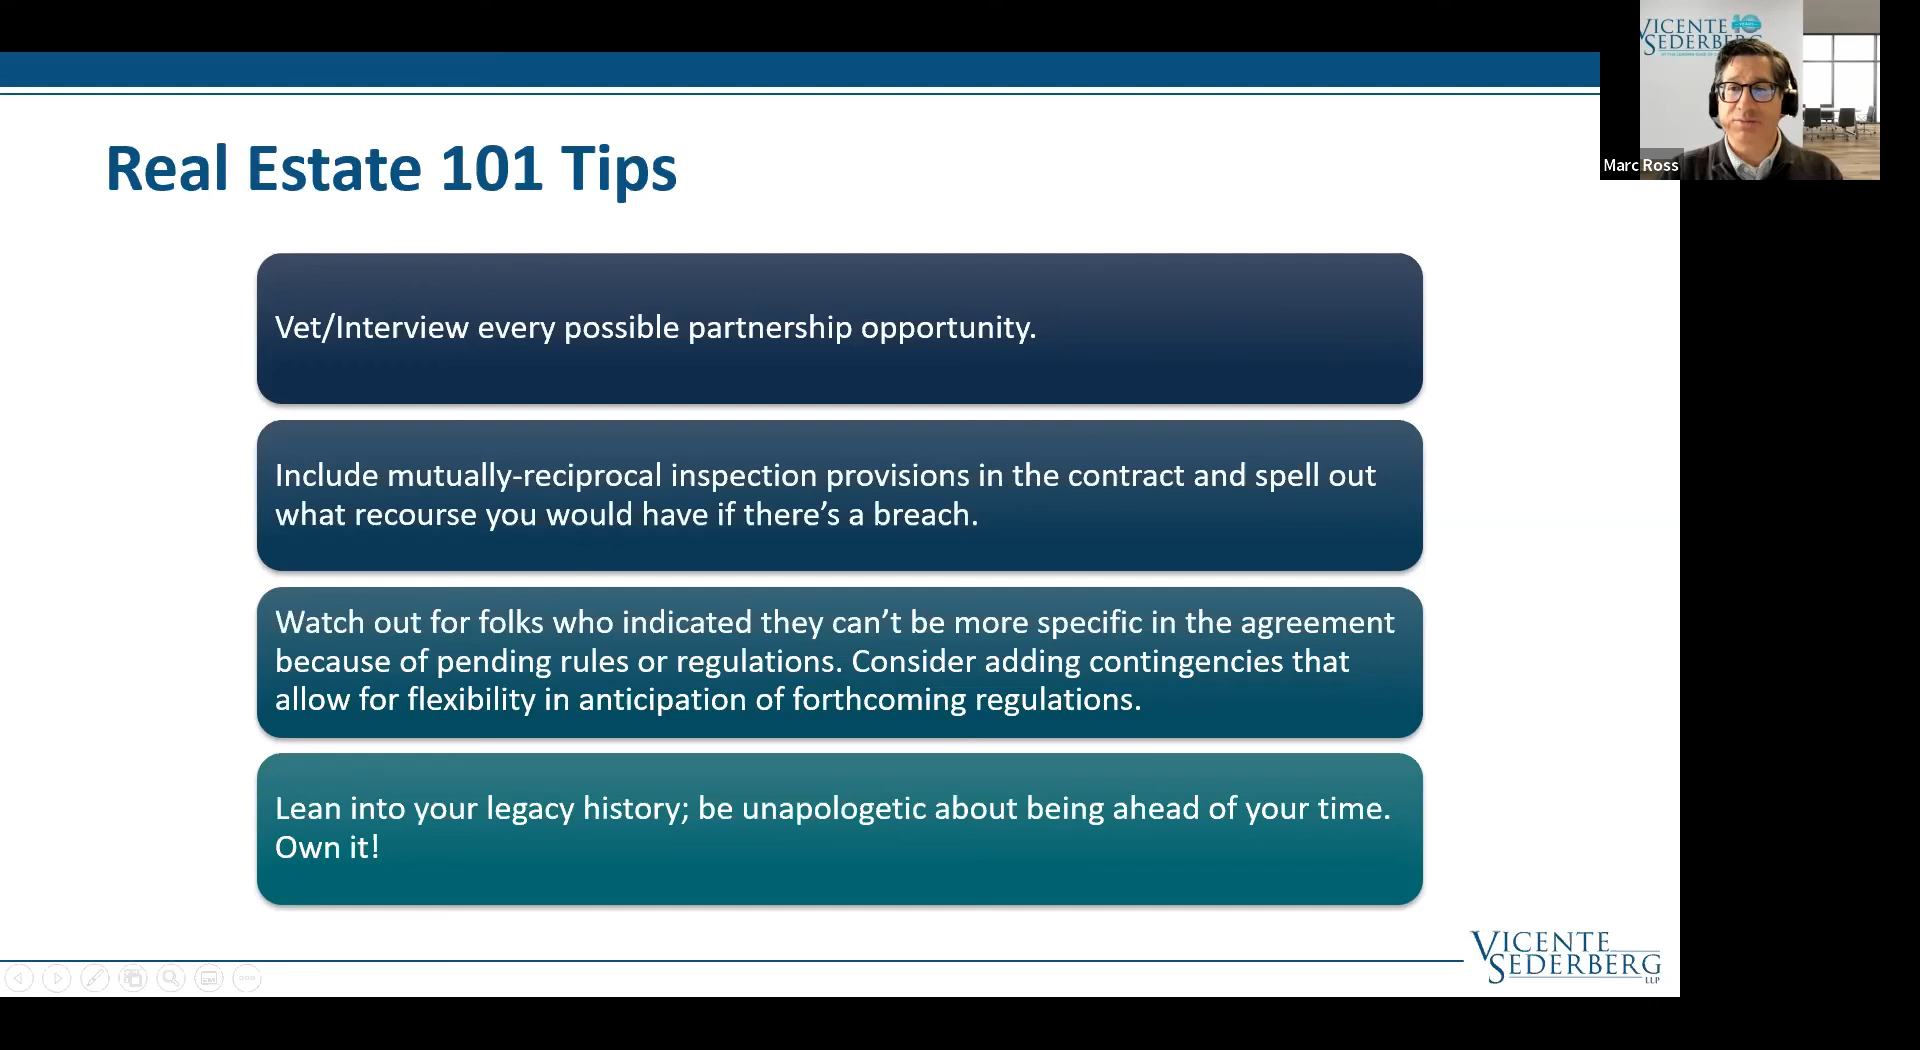 VICENTE 10
YEARS
SEDERBERG
Marc Ross
Real Estate 101 Tips
Vet/Interview every possible partnership opportunity.
Include mutually-reciprocal inspection provisions in the contract and spell out
what recourse you would have if there’s a breach.
Watch out for folks who indicated they can’t be more specific in the agreement
because of pending rules or regulations. Consider adding contingencies that
allow for flexibility in anticipation of forthcoming regulations.
Lean into your legacy history; be unapologetic about being ahead of your time.
Own it!
VICENTE
SEDERBERG
LLP